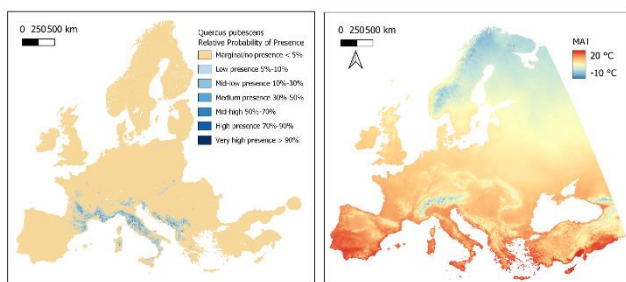 0 250500 km
Quercus pubescens
Relative Probability of Presence
Marginal/no presence < 5%
Low presence 5%-10%
Mid-low presence 10%-30%
Medium presence 30%-50%
Mid-high 50%-70%
High presence 70%-90%
Very high presence > 90%
0 250500 km
MAT
20 °C
-10 °C